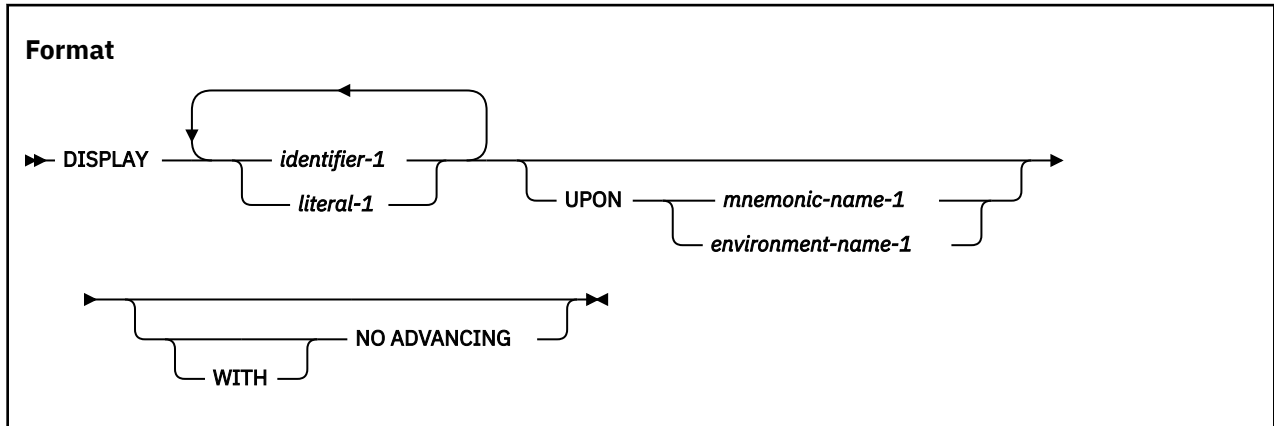 Format
DISPLAY identifier-1
literal-1
UPON mnemonic-name-1
environment-name-1
NO ADVANCING
WITH